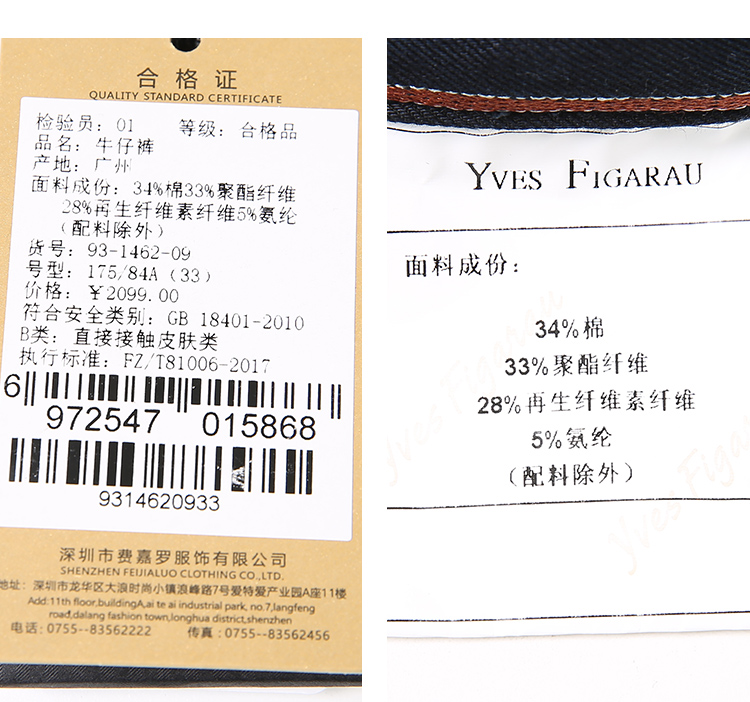 合格证
QUALITY STANDARD CERTIFICATE
检验员: 01 等级: 合格品
品名: 牛仔裤
产地: 广州
面料成份: 34%棉33%聚酯纤维
28%再生纤维素纤维5%氨纶
(配料除外)
货号: 93-1462-09
号型: 175/84A (33)
价格: ¥2099.00
符合安全类别: GB 18401-2010
B类: 直接接触皮肤类
执行标准: FZ/T81006-2017
6 972547 015868
9314620933
深圳市费嘉罗服饰有限公司
SHENZHEN FEIJIALUO CLOTHING CO.,LTD.
地址: 深圳市龙华区大浪时尚小镇浪峰路7号爱特爱产业园A座11楼
Add:11th floor,buildingA,ai te ai industrial park, no.7,langfeng
road,dalang fashion town,longhua district,shenzhen
电话: 0755--83562222 传真: 0755--83562456
YVES FIGARAU
面料成份:
34%棉
33%聚酯纤维
28%再生纤维素纤维
5%氨纶
(配料除外)
Yves Figarau
Yves Figarau